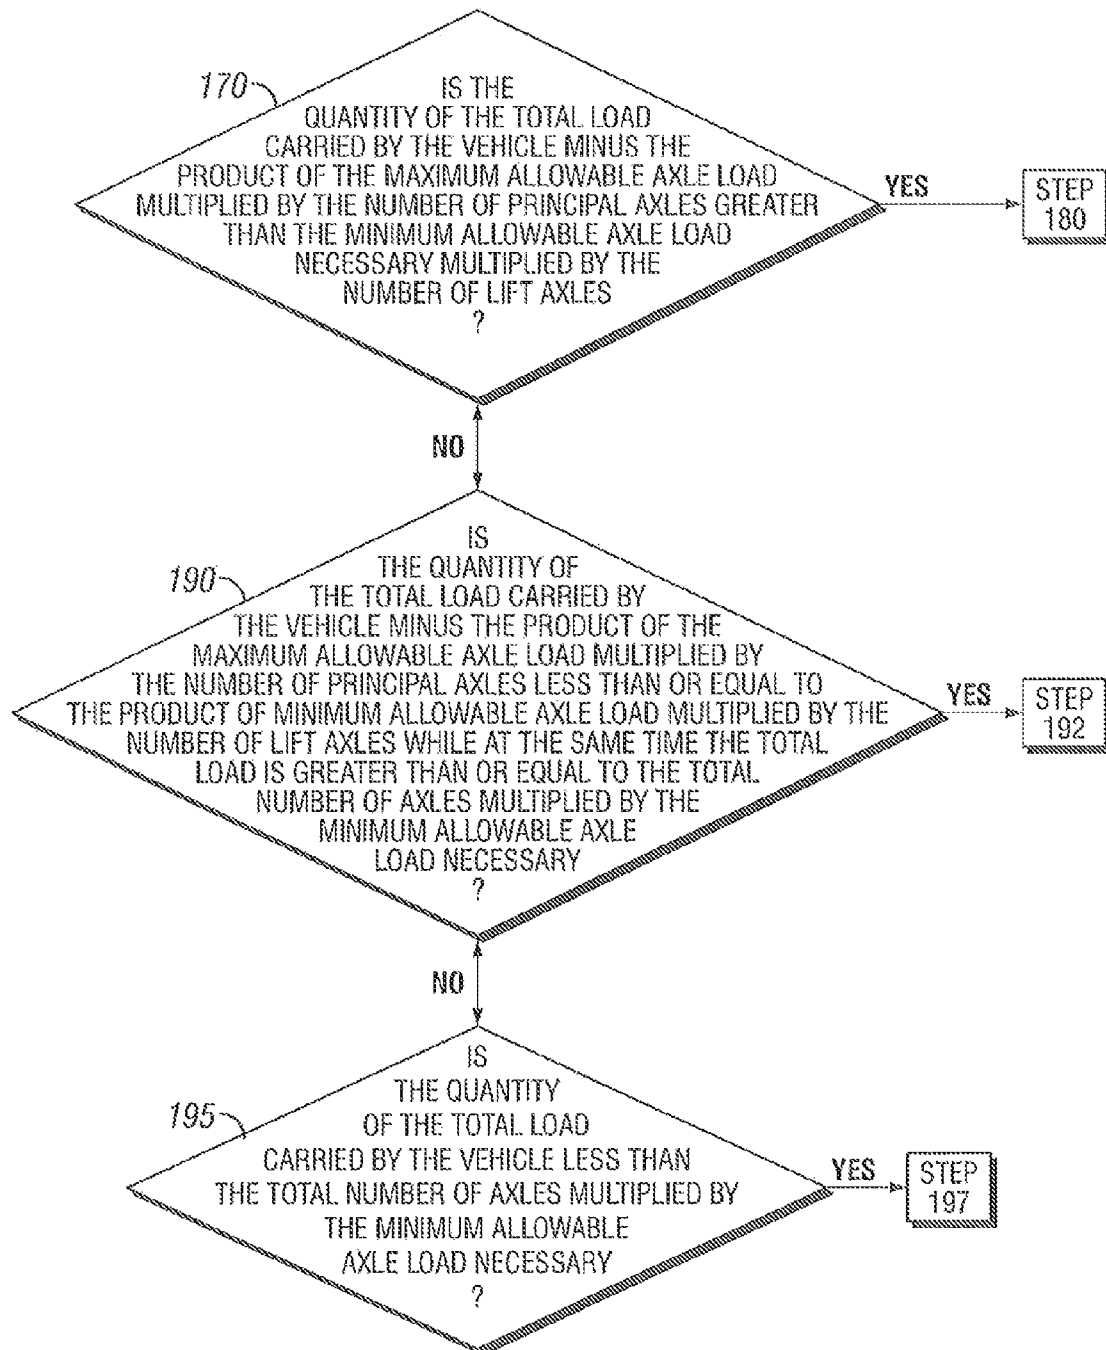 170
IS THE
QUANTITY OF THE TOTAL LOAD
CARRIED BY THE VEHICLE MINUS THE
PRODUCT OF THE MAXIMUM ALLOWABLE AXLE LOAD
MULTIPLIED BY THE NUMBER OF PRINCIPAL AXLES GREATER
THAN THE MINIMUM ALLOWABLE AXLE LOAD
NECESSARY MULTIPLIED BY THE
NUMBER OF LIFT AXLES
?
YES
STEP
180
NO
190
IS
THE QUANTITY OF
THE TOTAL LOAD CARRIED BY
THE VEHICLE MINUS THE PRODUCT OF THE
MAXIMUM ALLOWABLE AXLE LOAD MULTIPLIED BY
THE NUMBER OF PRINCIPAL AXLES LESS THAN OR EQUAL TO
THE PRODUCT OF MINIMUM ALLOWABLE AXLE LOAD MULTIPLIED BY THE
NUMBER OF LIFT AXLES WHILE AT THE SAME TIME THE TOTAL
LOAD IS GREATER THAN OR EQUAL TO THE TOTAL
NUMBER OF AXLES MULTIPLIED BY THE
MINIMUM ALLOWABLE AXLE
LOAD NECESSARY
?
YES
STEP
192
NO
195
IS
THE QUANTITY
OF THE TOTAL LOAD
CARRIED BY THE VEHICLE LESS THAN
THE TOTAL NUMBER OF AXLES MULTIPLIED BY
THE MINIMUM ALLOWABLE
AXLE LOAD NECESSARY
?
YES
STEP
197